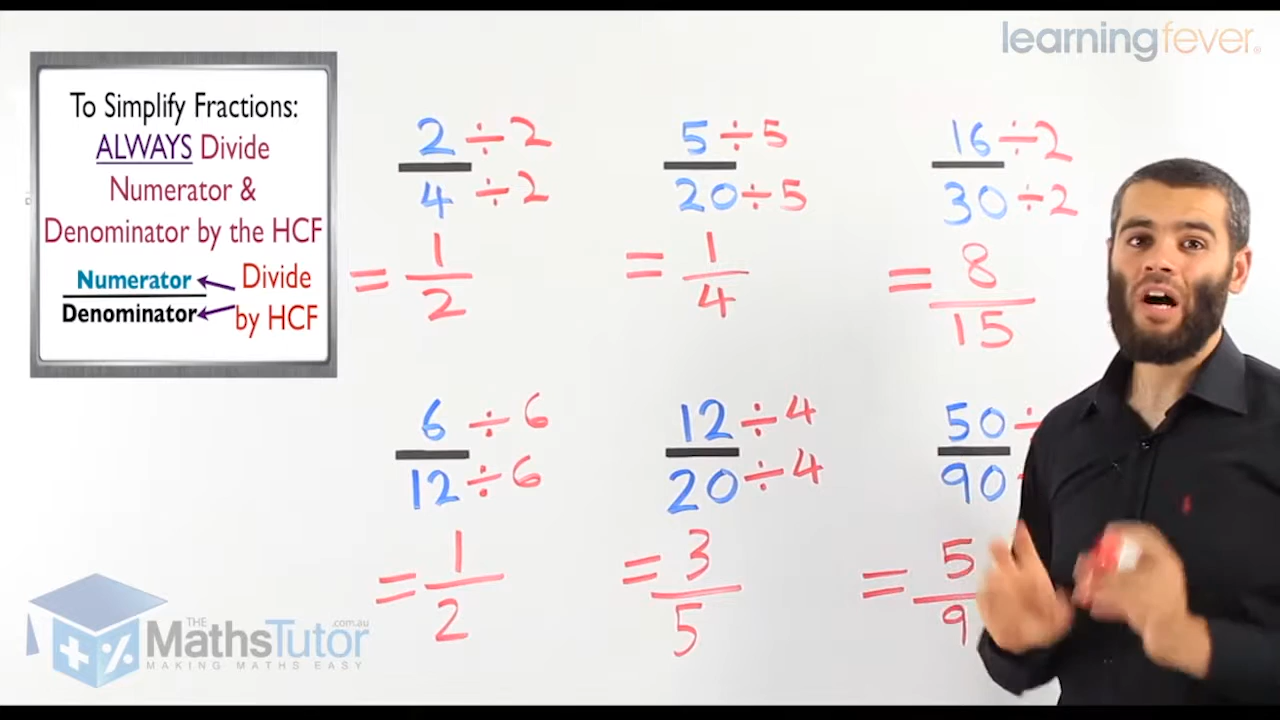 learningfever.
To Simplify Fractions:
ALWAYS Divide
Numerator &
Denominator by the HCF
Numerator
Denominator
Divide
by HCF
2 ÷ 2
4 ÷ 2
= 1
2
5 ÷ 5
20 ÷ 5
= 1
4
16 ÷ 2
30 ÷ 2
= 8
15
6 ÷ 6
12 ÷ 6
= 1
2
12 ÷ 4
20 ÷ 4
= 3
5
50 ÷
90
= 5
9
THE
MathsTutor
.com.au
MAKING MATHS EASY